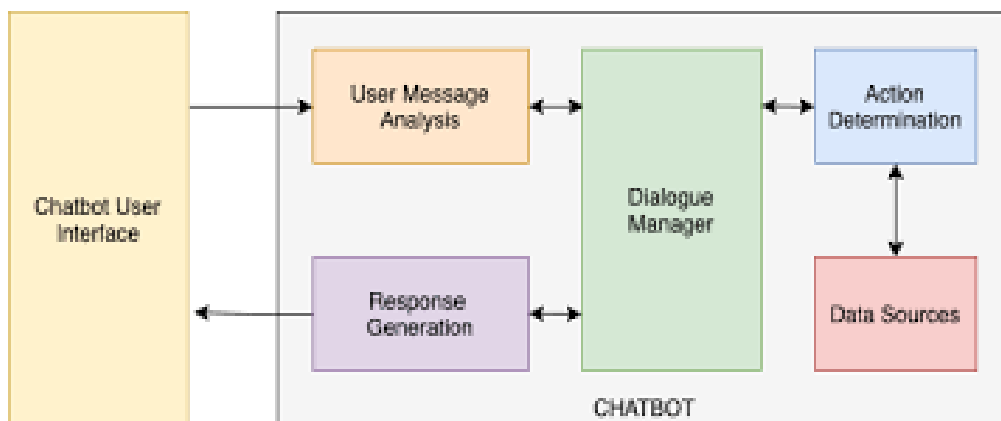 User Message
Analysis
Action
Determination
Chatbot User
Interface
Dialogue
Manager
Response
Generation
Data Sources
CHATBOT